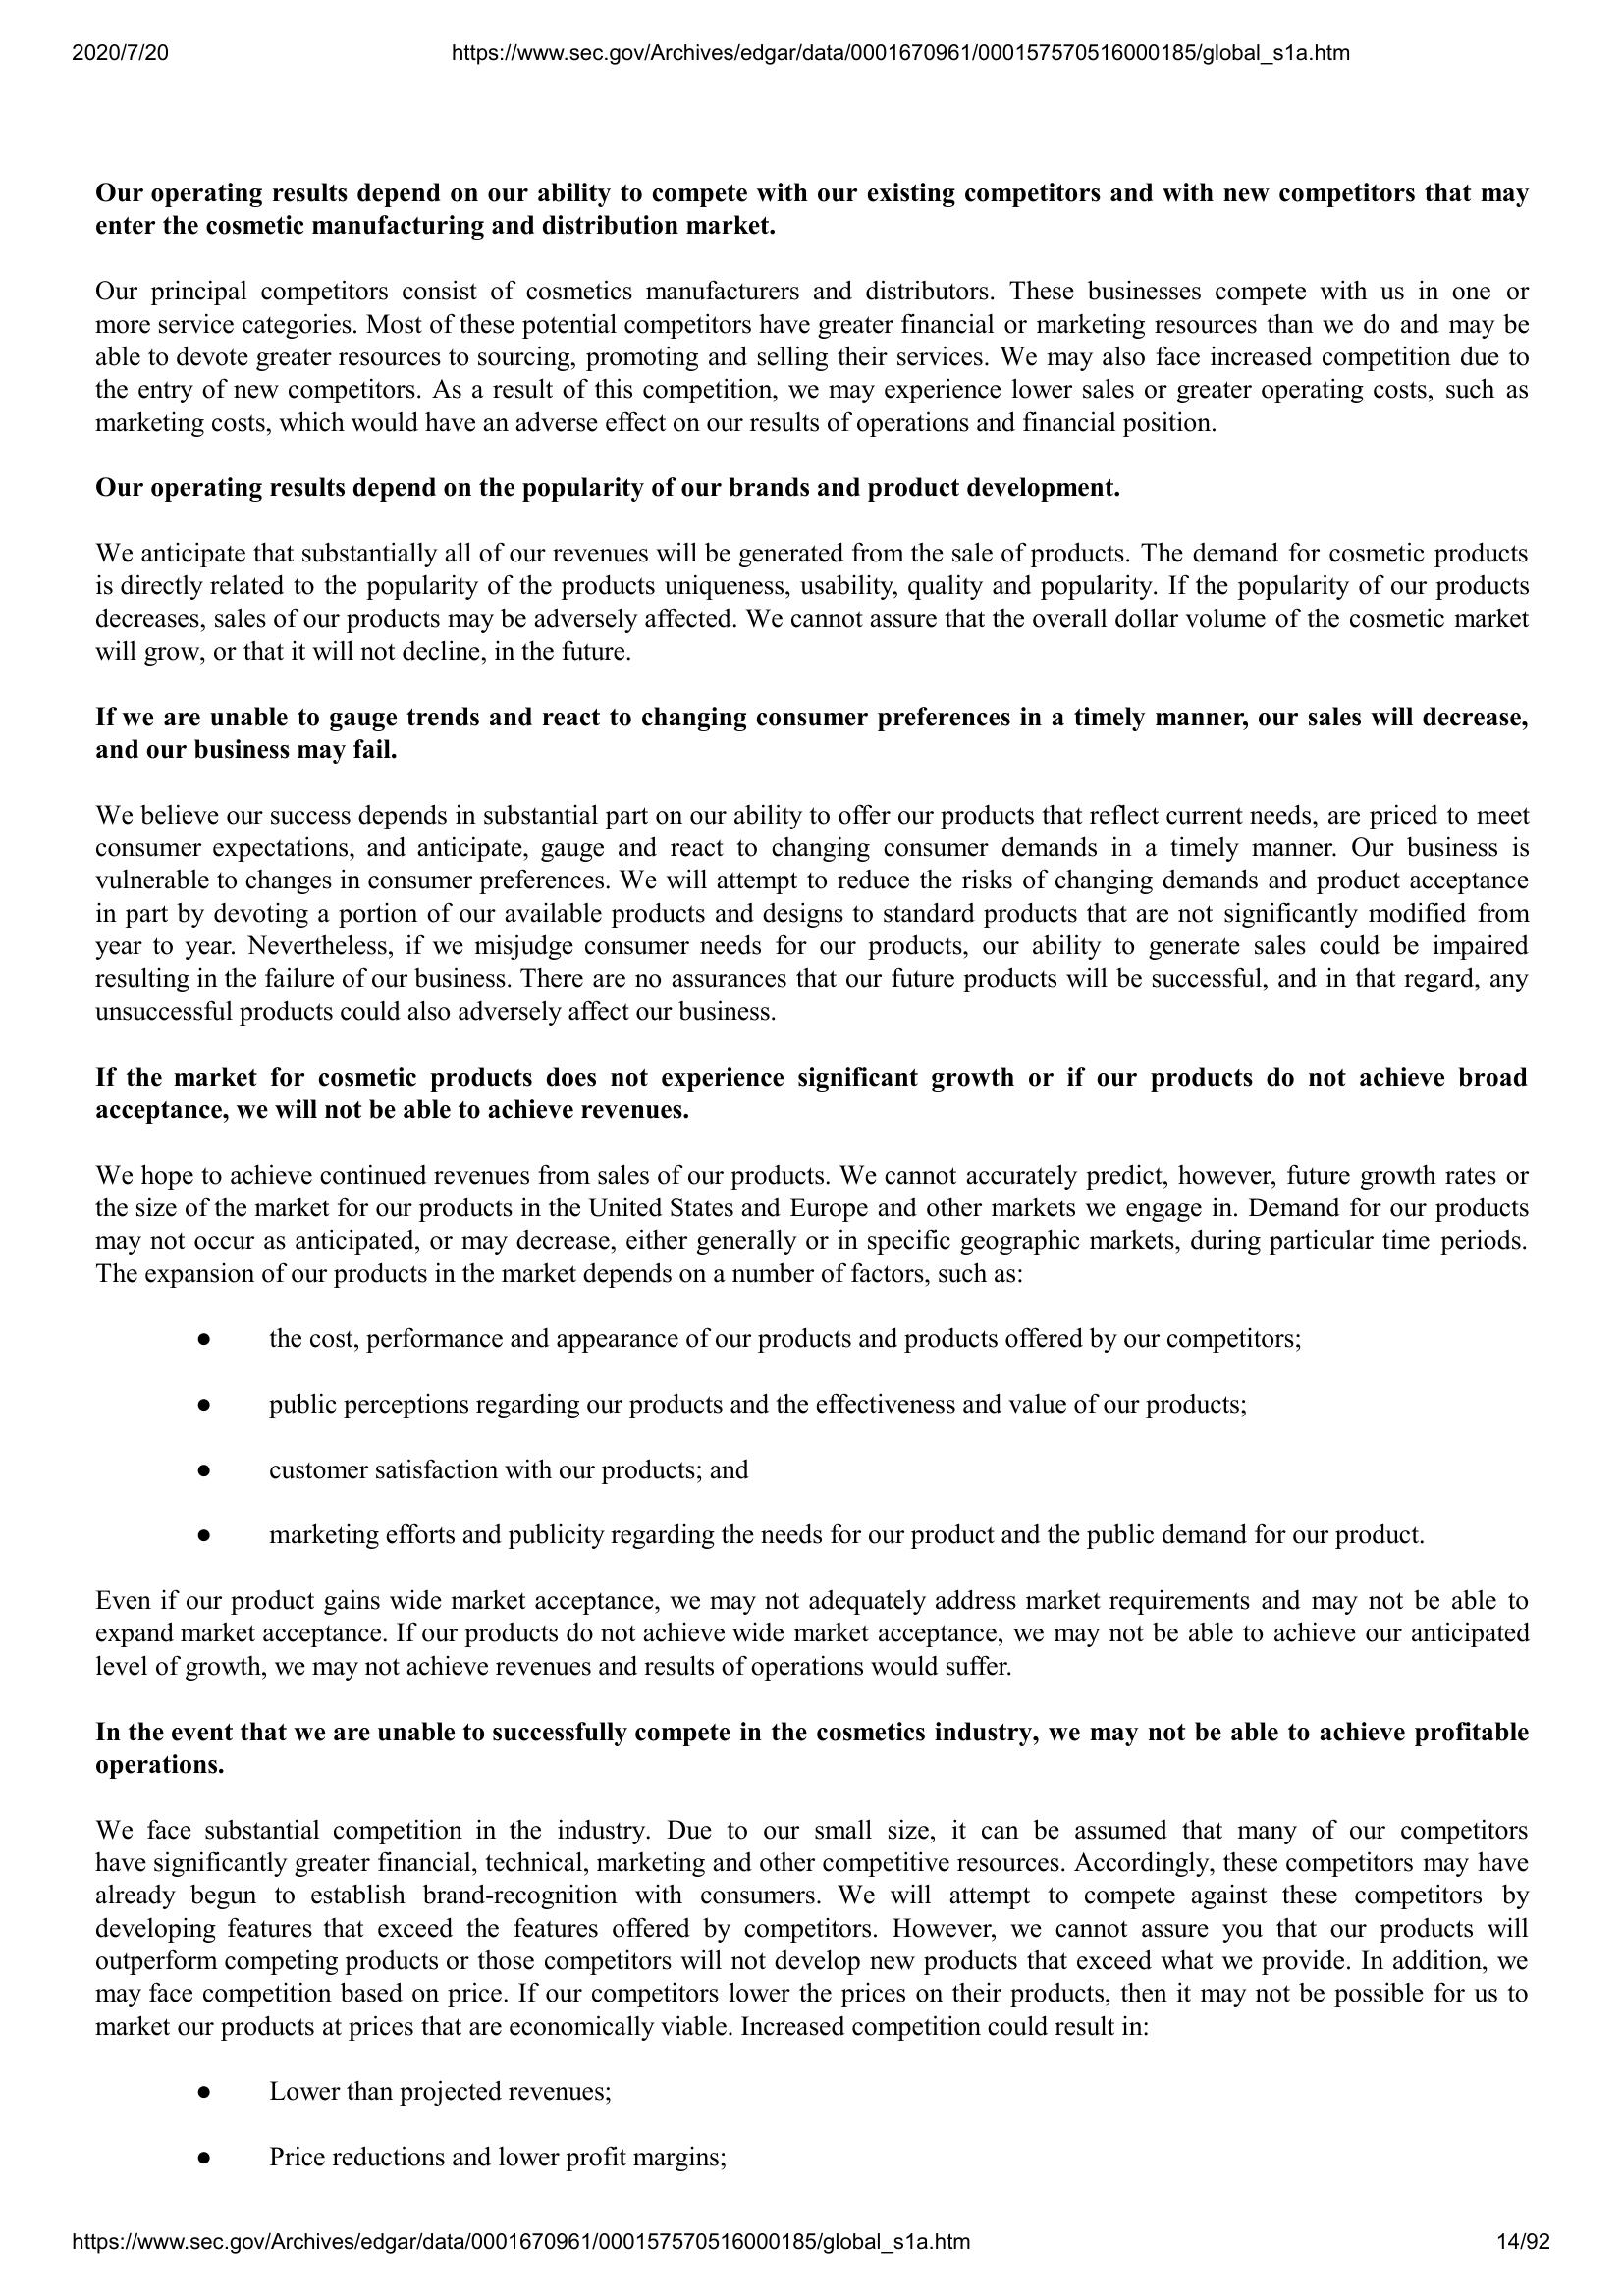 2020/7/20 https://www.sec.gov/Archives/edgar/data/0001670961/000157570516000185/global_s1a.htm
Our operating results depend on our ability to compete with our existing competitors and with new competitors that may
enter the cosmetic manufacturing and distribution market.
Our principal competitors consist of cosmetics manufacturers and distributors. These businesses compete with us in one or
more service categories. Most of these potential competitors have greater financial or marketing resources than we do and may be
able to devote greater resources to sourcing, promoting and selling their services. We may also face increased competition due to
the entry of new competitors. As a result of this competition, we may experience lower sales or greater operating costs, such as
marketing costs, which would have an adverse effect on our results of operations and financial position.
Our operating results depend on the popularity of our brands and product development.
We anticipate that substantially all of our revenues will be generated from the sale of products. The demand for cosmetic products
is directly related to the popularity of the products uniqueness, usability, quality and popularity. If the popularity of our products
decreases, sales of our products may be adversely affected. We cannot assure that the overall dollar volume of the cosmetic market
will grow, or that it will not decline, in the future.
If we are unable to gauge trends and react to changing consumer preferences in a timely manner, our sales will decrease,
and our business may fail.
We believe our success depends in substantial part on our ability to offer our products that reflect current needs, are priced to meet
consumer expectations, and anticipate, gauge and react to changing consumer demands in a timely manner. Our business is
vulnerable to changes in consumer preferences. We will attempt to reduce the risks of changing demands and product acceptance
in part by devoting a portion of our available products and designs to standard products that are not significantly modified from
year to year. Nevertheless, if we misjudge consumer needs for our products, our ability to generate sales could be impaired
resulting in the failure of our business. There are no assurances that our future products will be successful, and in that regard, any
unsuccessful products could also adversely affect our business.
If the market for cosmetic products does not experience significant growth or if our products do not achieve broad
acceptance, we will not be able to achieve revenues.
We hope to achieve continued revenues from sales of our products. We cannot accurately predict, however, future growth rates or
the size of the market for our products in the United States and Europe and other markets we engage in. Demand for our products
may not occur as anticipated, or may decrease, either generally or in specific geographic markets, during particular time periods.
The expansion of our products in the market depends on a number of factors, such as:
● the cost, performance and appearance of our products and products offered by our competitors;
● public perceptions regarding our products and the effectiveness and value of our products;
● customer satisfaction with our products; and
● marketing efforts and publicity regarding the needs for our product and the public demand for our product.
Even if our product gains wide market acceptance, we may not adequately address market requirements and may not be able to
expand market acceptance. If our products do not achieve wide market acceptance, we may not be able to achieve our anticipated
level of growth, we may not achieve revenues and results of operations would suffer.
In the event that we are unable to successfully compete in the cosmetics industry, we may not be able to achieve profitable
operations.
We face substantial competition in the industry. Due to our small size, it can be assumed that many of our competitors
have significantly greater financial, technical, marketing and other competitive resources. Accordingly, these competitors may have
already begun to establish brand-recognition with consumers. We will attempt to compete against these competitors by
developing features that exceed the features offered by competitors. However, we cannot assure you that our products will
outperform competing products or those competitors will not develop new products that exceed what we provide. In addition, we
may face competition based on price. If our competitors lower the prices on their products, then it may not be possible for us to
market our products at prices that are economically viable. Increased competition could result in:
● Lower than projected revenues;
● Price reductions and lower profit margins;
https://www.sec.gov/Archives/edgar/data/0001670961/000157570516000185/global_s1a.htm 14/92